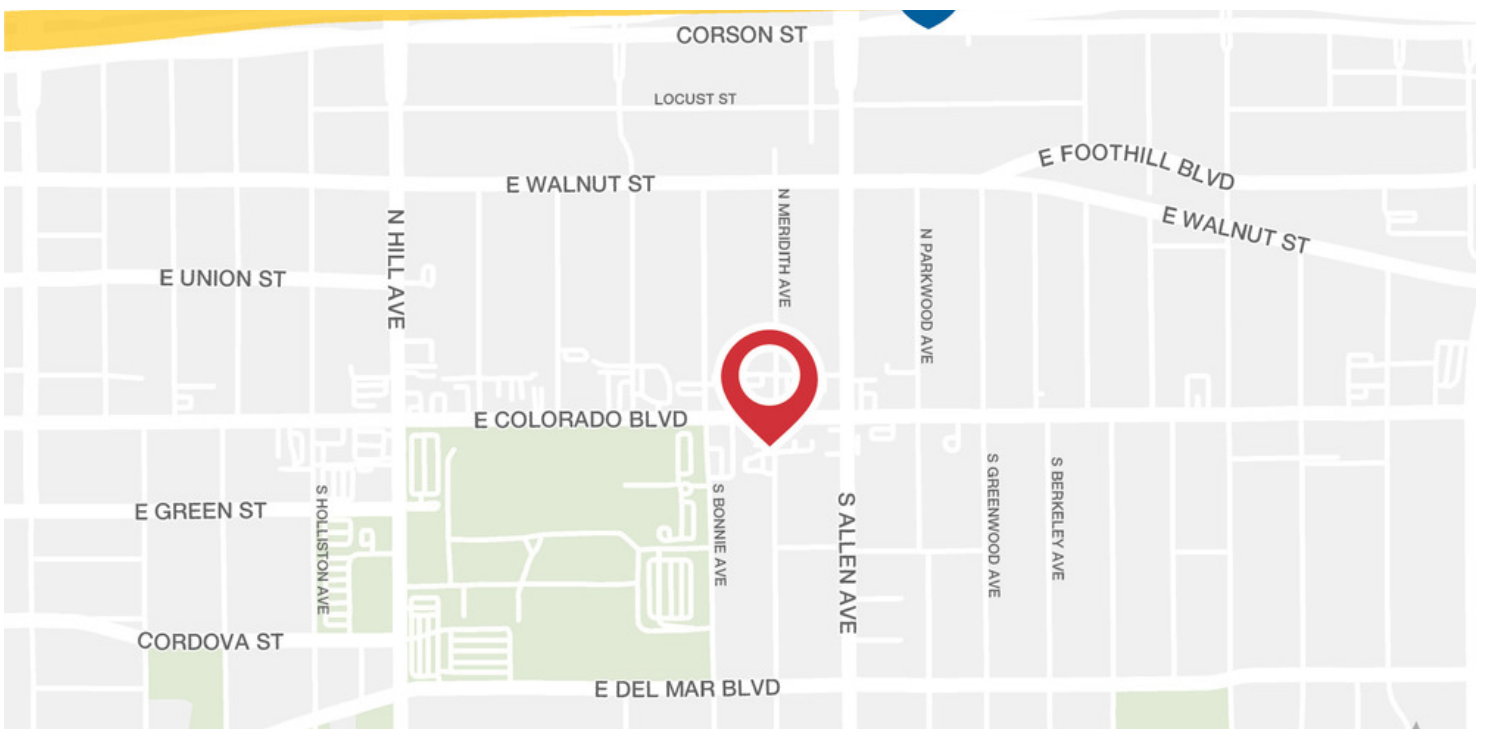 CORSON ST
LOCUST ST
E FOOTHILL BLVD
E WALNUT ST
E WALNUT ST
N HILL AVE
N MERIDITH AVE
N PARKWOOD AVE
E UNION ST
E COLORADO BLVD
E GREEN ST
S HOLLISTON AVE
S BONNIE AVE
S ALLEN AVE
S GREENWOOD AVE
S BERKELEY AVE
CORDOVA ST
E DEL MAR BLVD